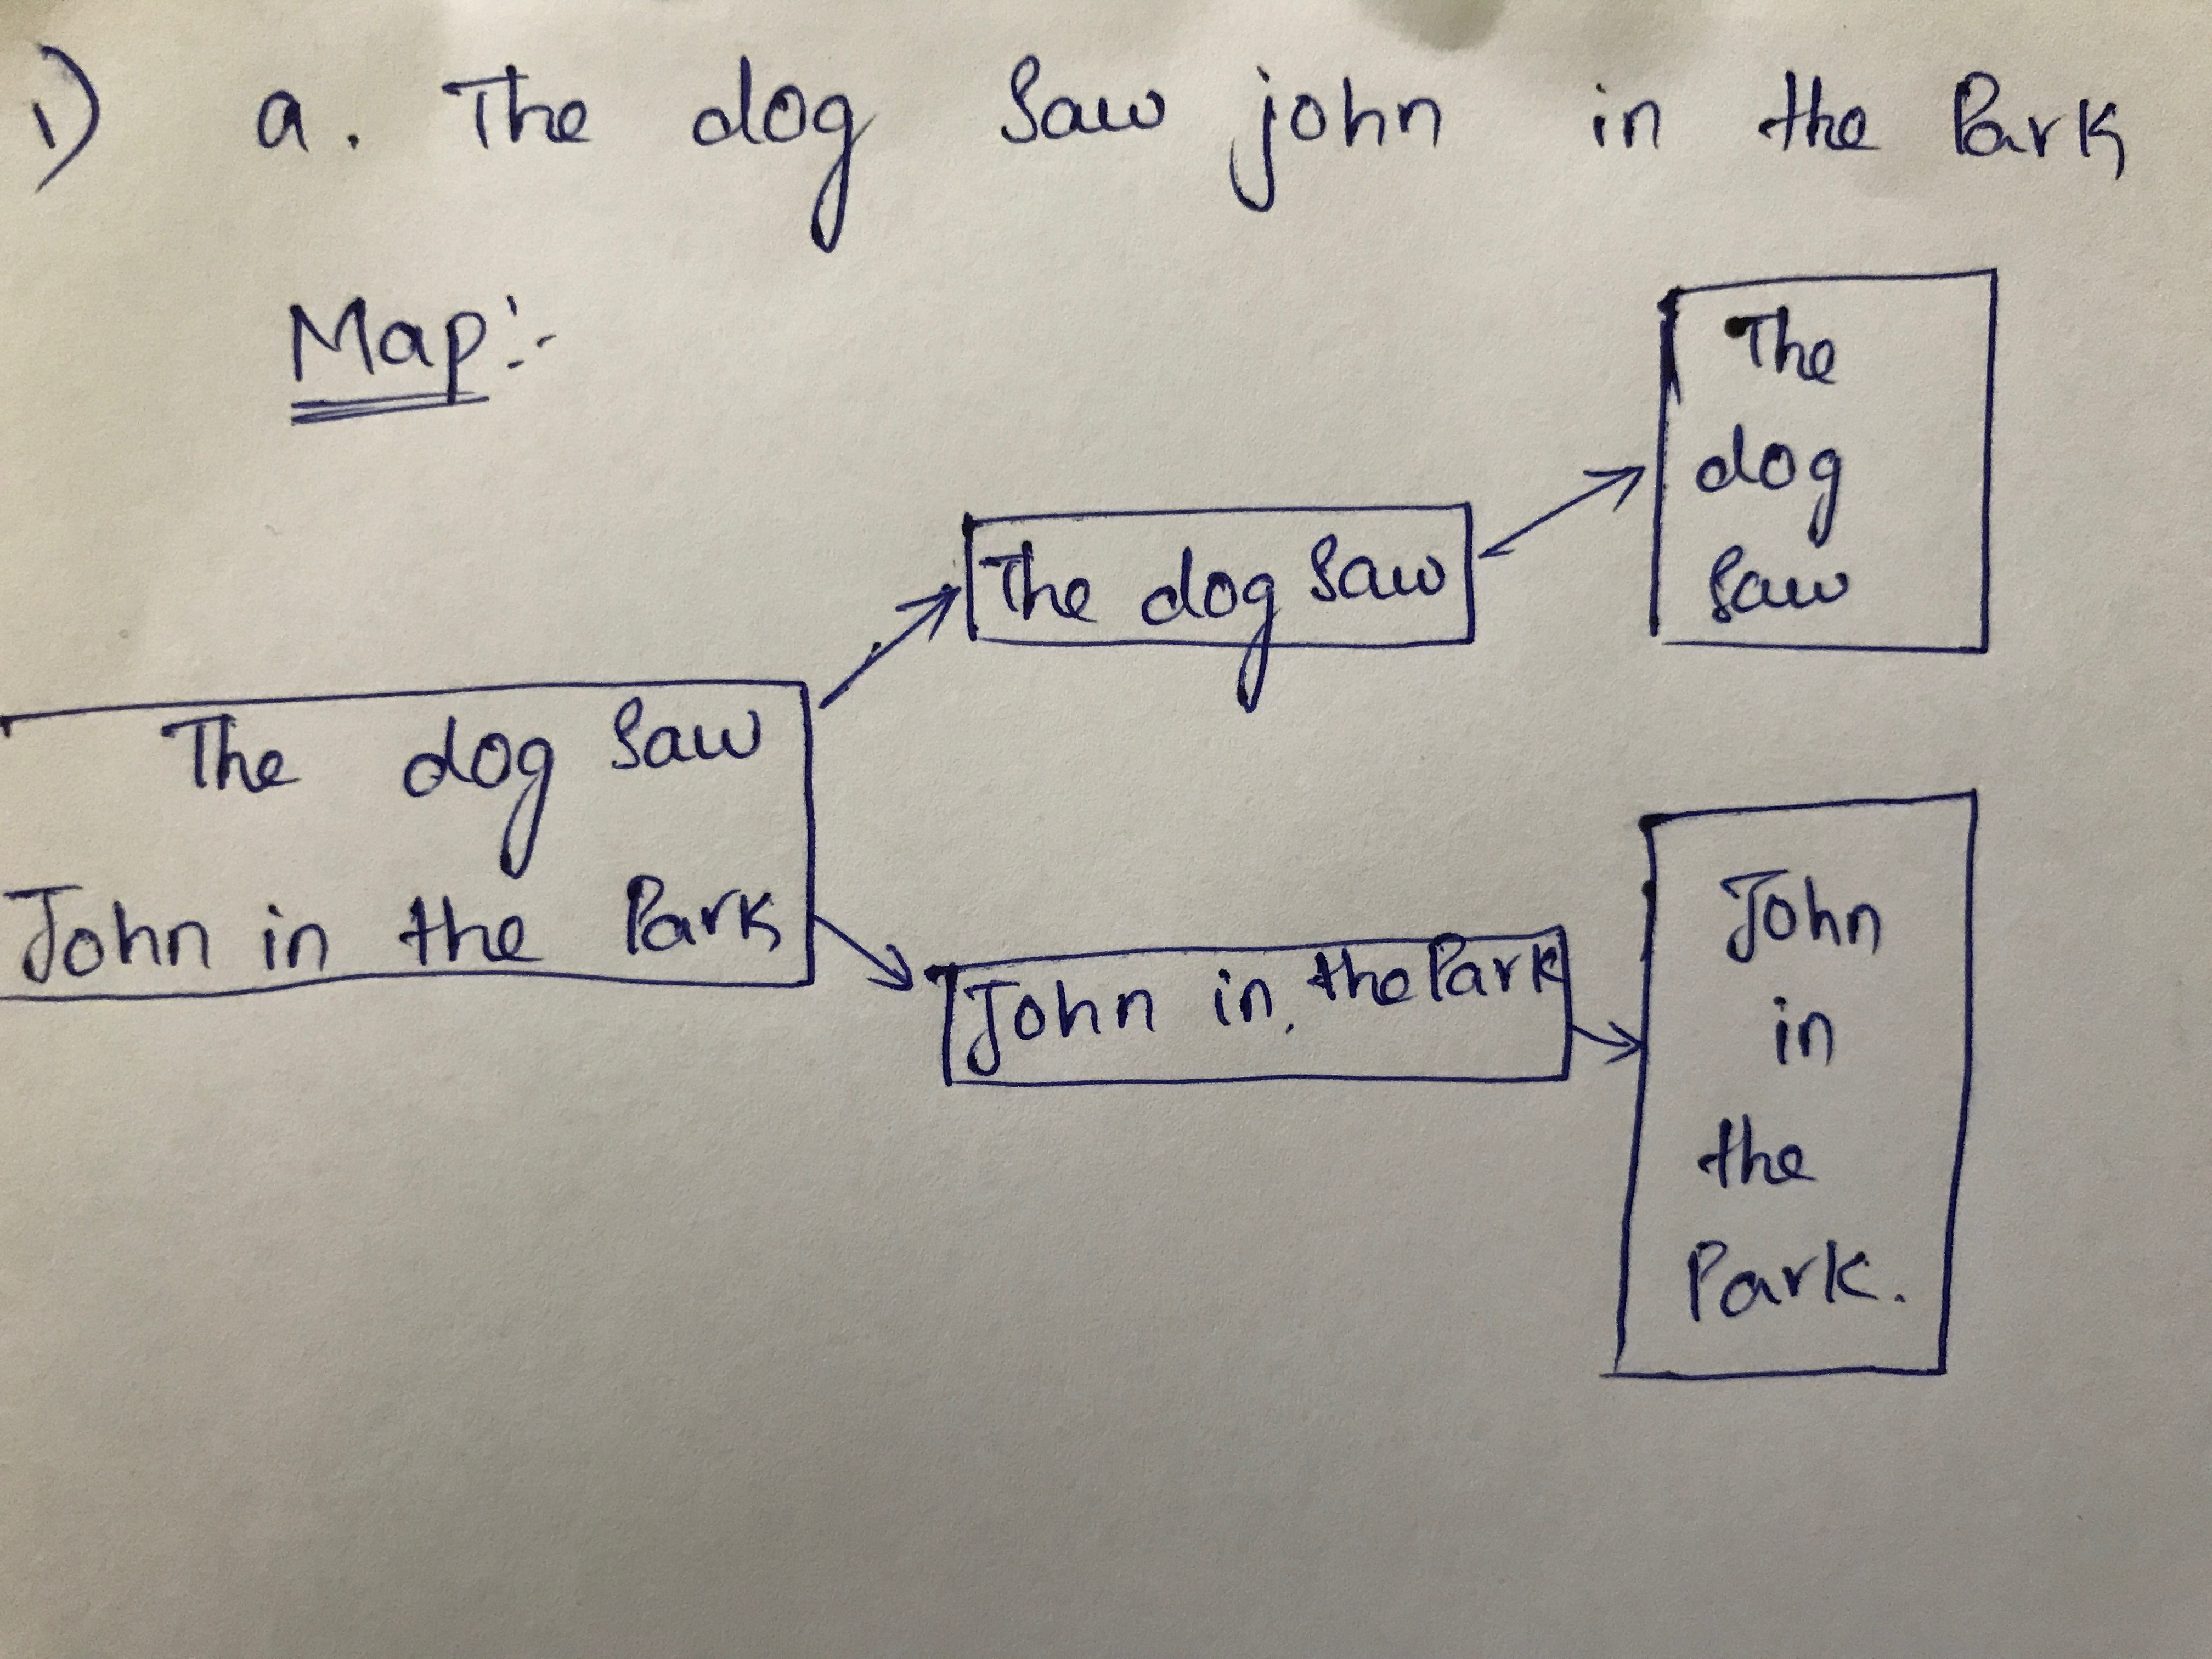 1) a. The dog saw john in the Park
Map:-
The dog saw
John in the Park
The dog saw
John in the Park
The
dog
saw
John
in
the
Park.